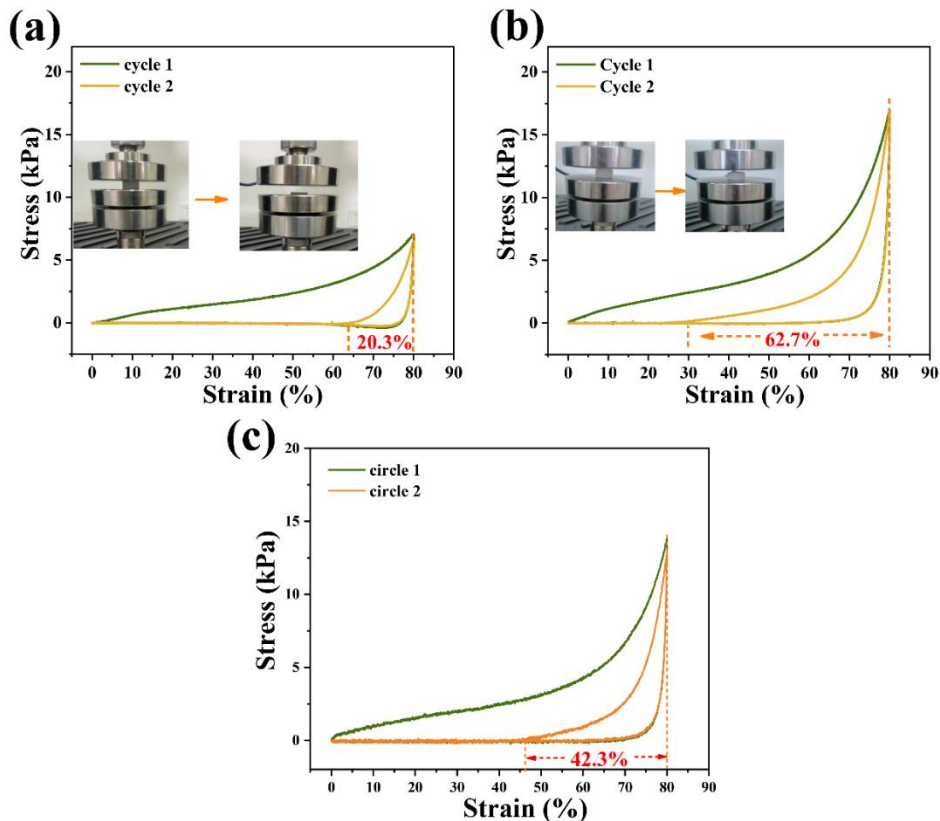 (a)
cycle 1
cycle 2
Stress (kPa)
20
15
10
5
0
20.3%
0 10 20 30 40 50 60 70 80 90
Strain (%)
(b)
Cycle 1
Cycle 2
Stress (kPa)
20
15
10
5
0
62.7%
0 10 20 30 40 50 60 70 80 90
Strain (%)
(c)
circle 1
circle 2
Stress (kPa)
20
15
10
5
0
42.3%
0 10 20 30 40 50 60 70 80 90
Strain (%)